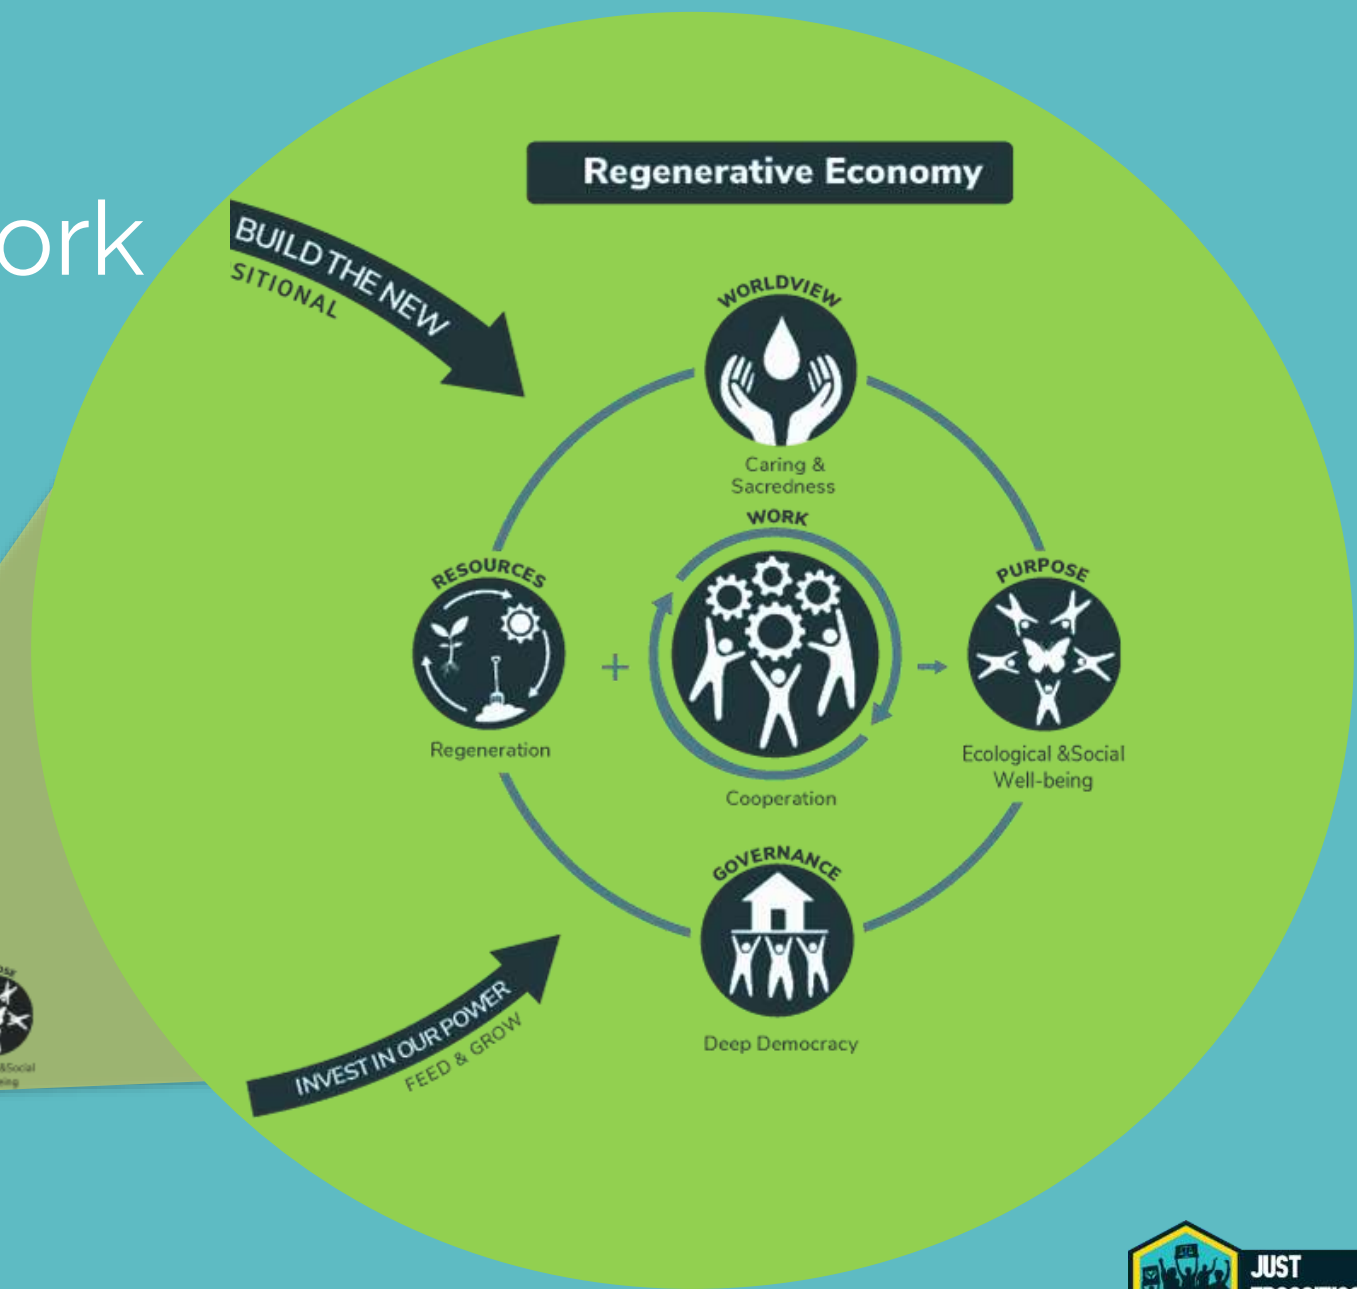 ork
Regenerative Economy
BUILD THE NEW
SITIONAL
WORLDVIEW
Caring &
Sacredness
WORK
RESOURCES
PURPOSE
Regeneration
Ecological &Social
Well-being
Cooperation
GOVERNANCE
Deep Democracy
INVEST IN OUR POWER
FEED & GROW
&Social
JUST